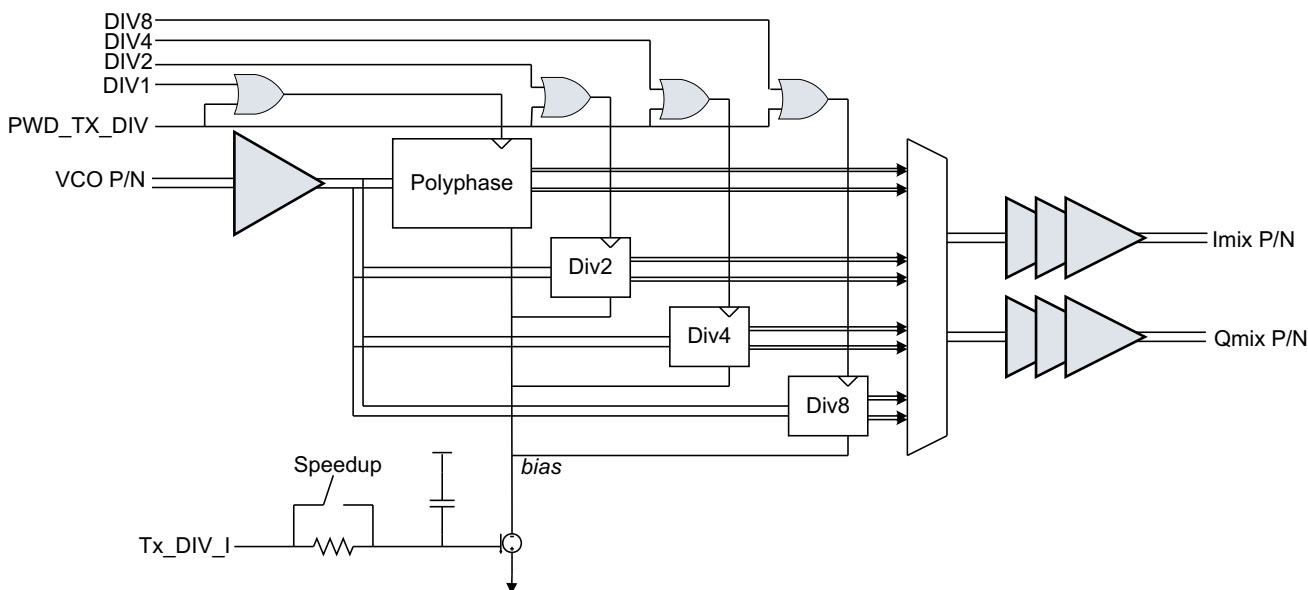 DIV8
DIV4
DIV2
DIV1
PWD_TX_DIV
VCO P/N
Polyphase
Div2
Div4
Div8
Imix P/N
Qmix P/N
bias
Speedup
Tx_DIV_I